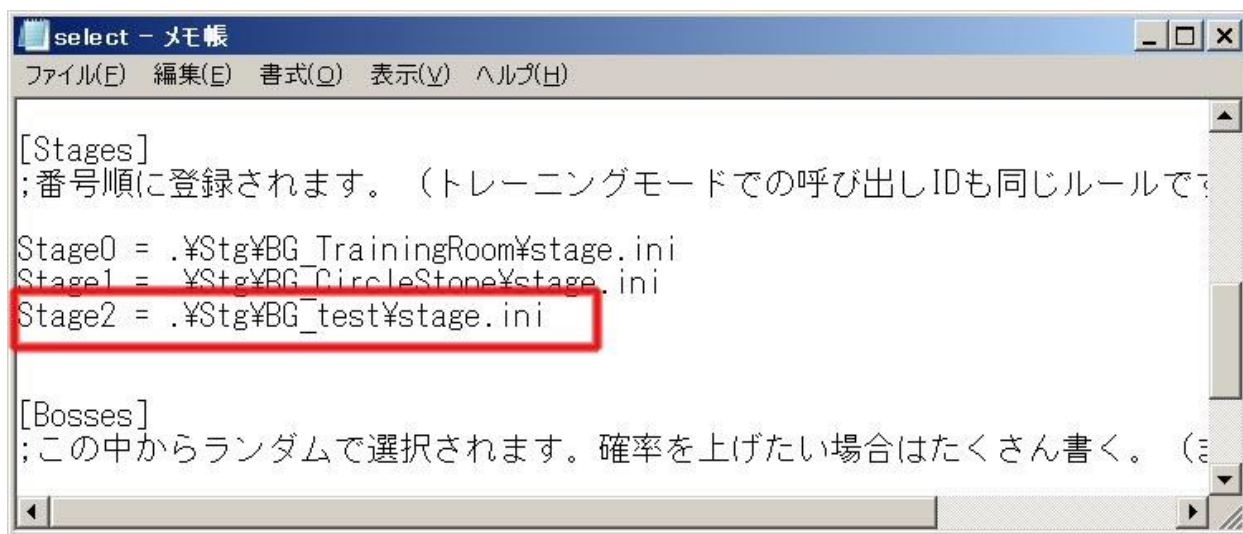 select - メモ帳
ファイル(F) 編集(E) 書式(O) 表示(V) ヘルプ(H)
[Stages]
;番号順に登録されます。（トレーニングモードでの呼び出しIDも同じルールです
Stage0 = .¥Stg¥BG_TrainingRoom¥stage.ini
Stage1 = .¥Stg¥BG_CircleStone¥stage.ini
Stage2 = .¥Stg¥BG_test¥stage.ini
[Bosses]
;この中からランダムで選択されます。確率を上げたい場合はたくさん書く。（ま